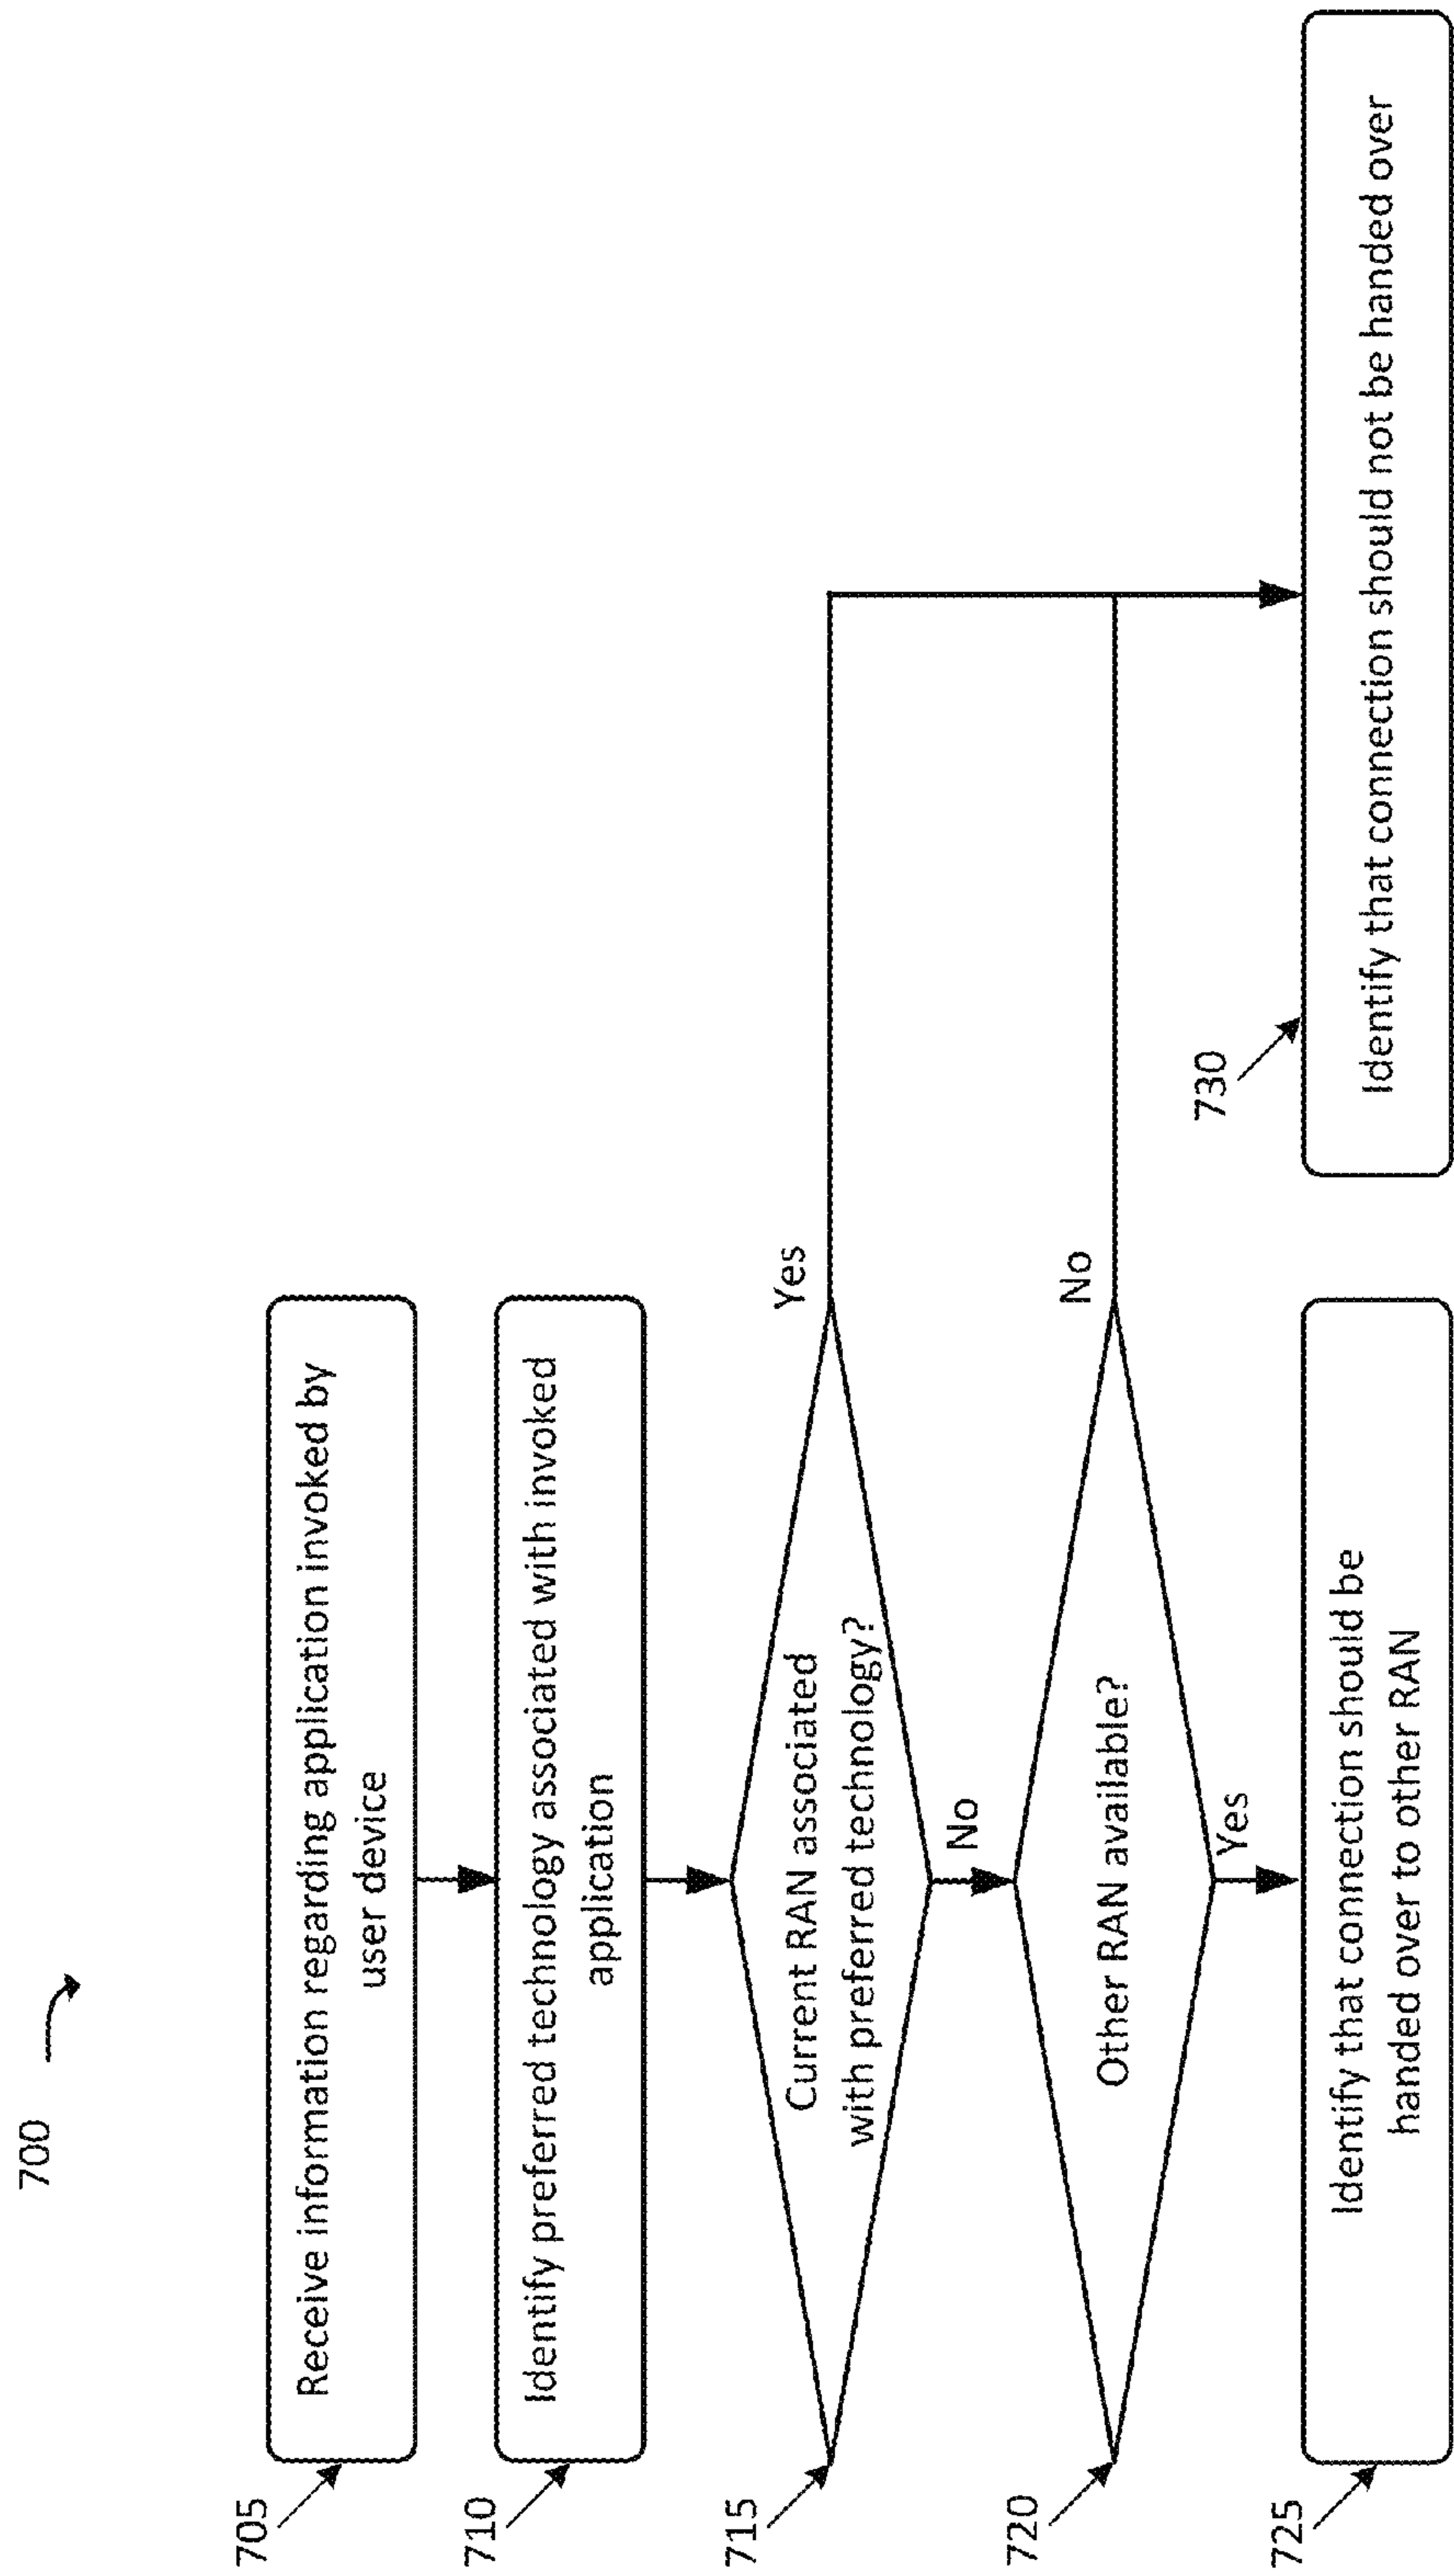 700
705
Receive information regarding application invoked by
user device
710
Identify preferred technology associated with invoked
application
715
Current RAN associated
with preferred technology?
Yes
No
720
Other RAN available?
No
Yes
725
Identify that connection should be
handed over to other RAN
730
Identify that connection should not be handed over